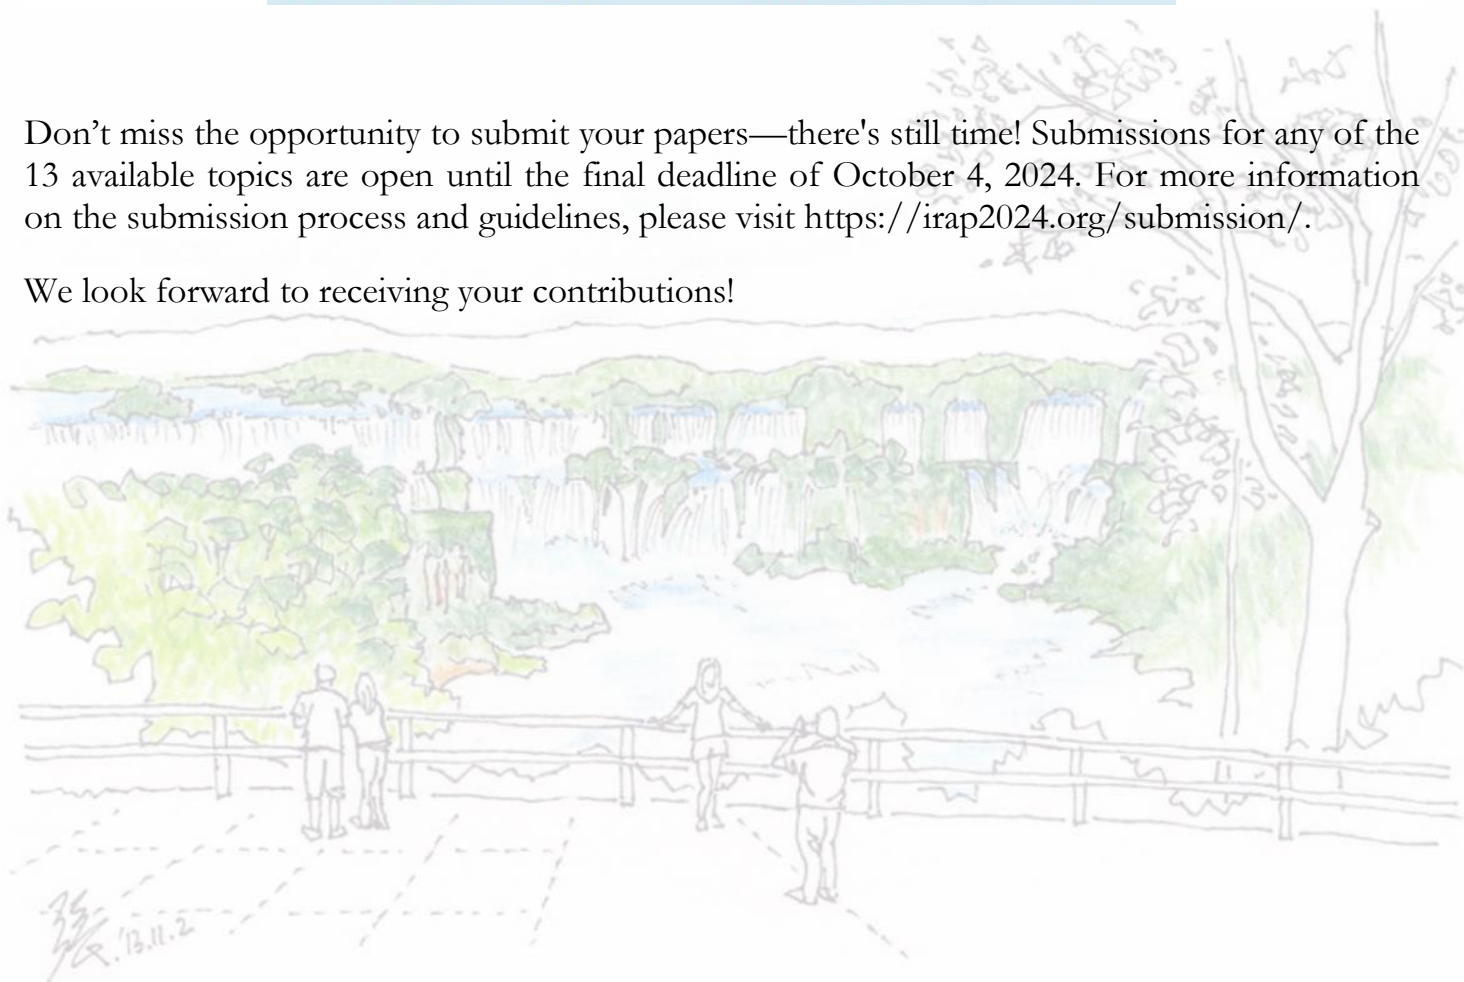 Don’t miss the opportunity to submit your papers—there's still time! Submissions for any of the
13 available topics are open until the final deadline of October 4, 2024. For more information
on the submission process and guidelines, please visit https://irap2024.org/submission/.
We look forward to receiving your contributions!
張.'13.11.2